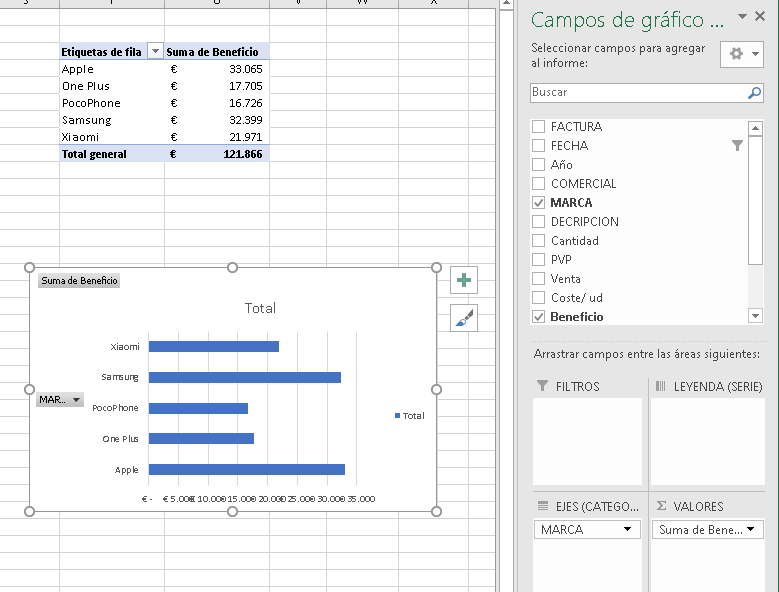 Etiquetas de fila Suma de Beneficio
Apple € 33.065
One Plus € 17.705
PocoPhone € 16.726
Samsung € 32.399
Xiaomi € 21.971
Total general € 121.866
Suma de Beneficio
Total
Xiaomi
Samsung
MAR... PocoPhone
Total
One Plus
Apple
€ - € 5.000 € 10.000 € 15.000 € 20.000 € 25.000 € 30.000 € 35.000
Campos de gráfico ...
Seleccionar campos para agregar
al informe:
Buscar
FACTURA
FECHA
Año
COMERCIAL
MARCA
DECRIPCION
Cantidad
PVP
Venta
Coste/ ud
Beneficio
Arrastrar campos entre las áreas siguientes:
FILTROS
LEYENDA (SERIE)
EJES (CATEGO...
Σ VALORES
MARCA
Suma de Bene...